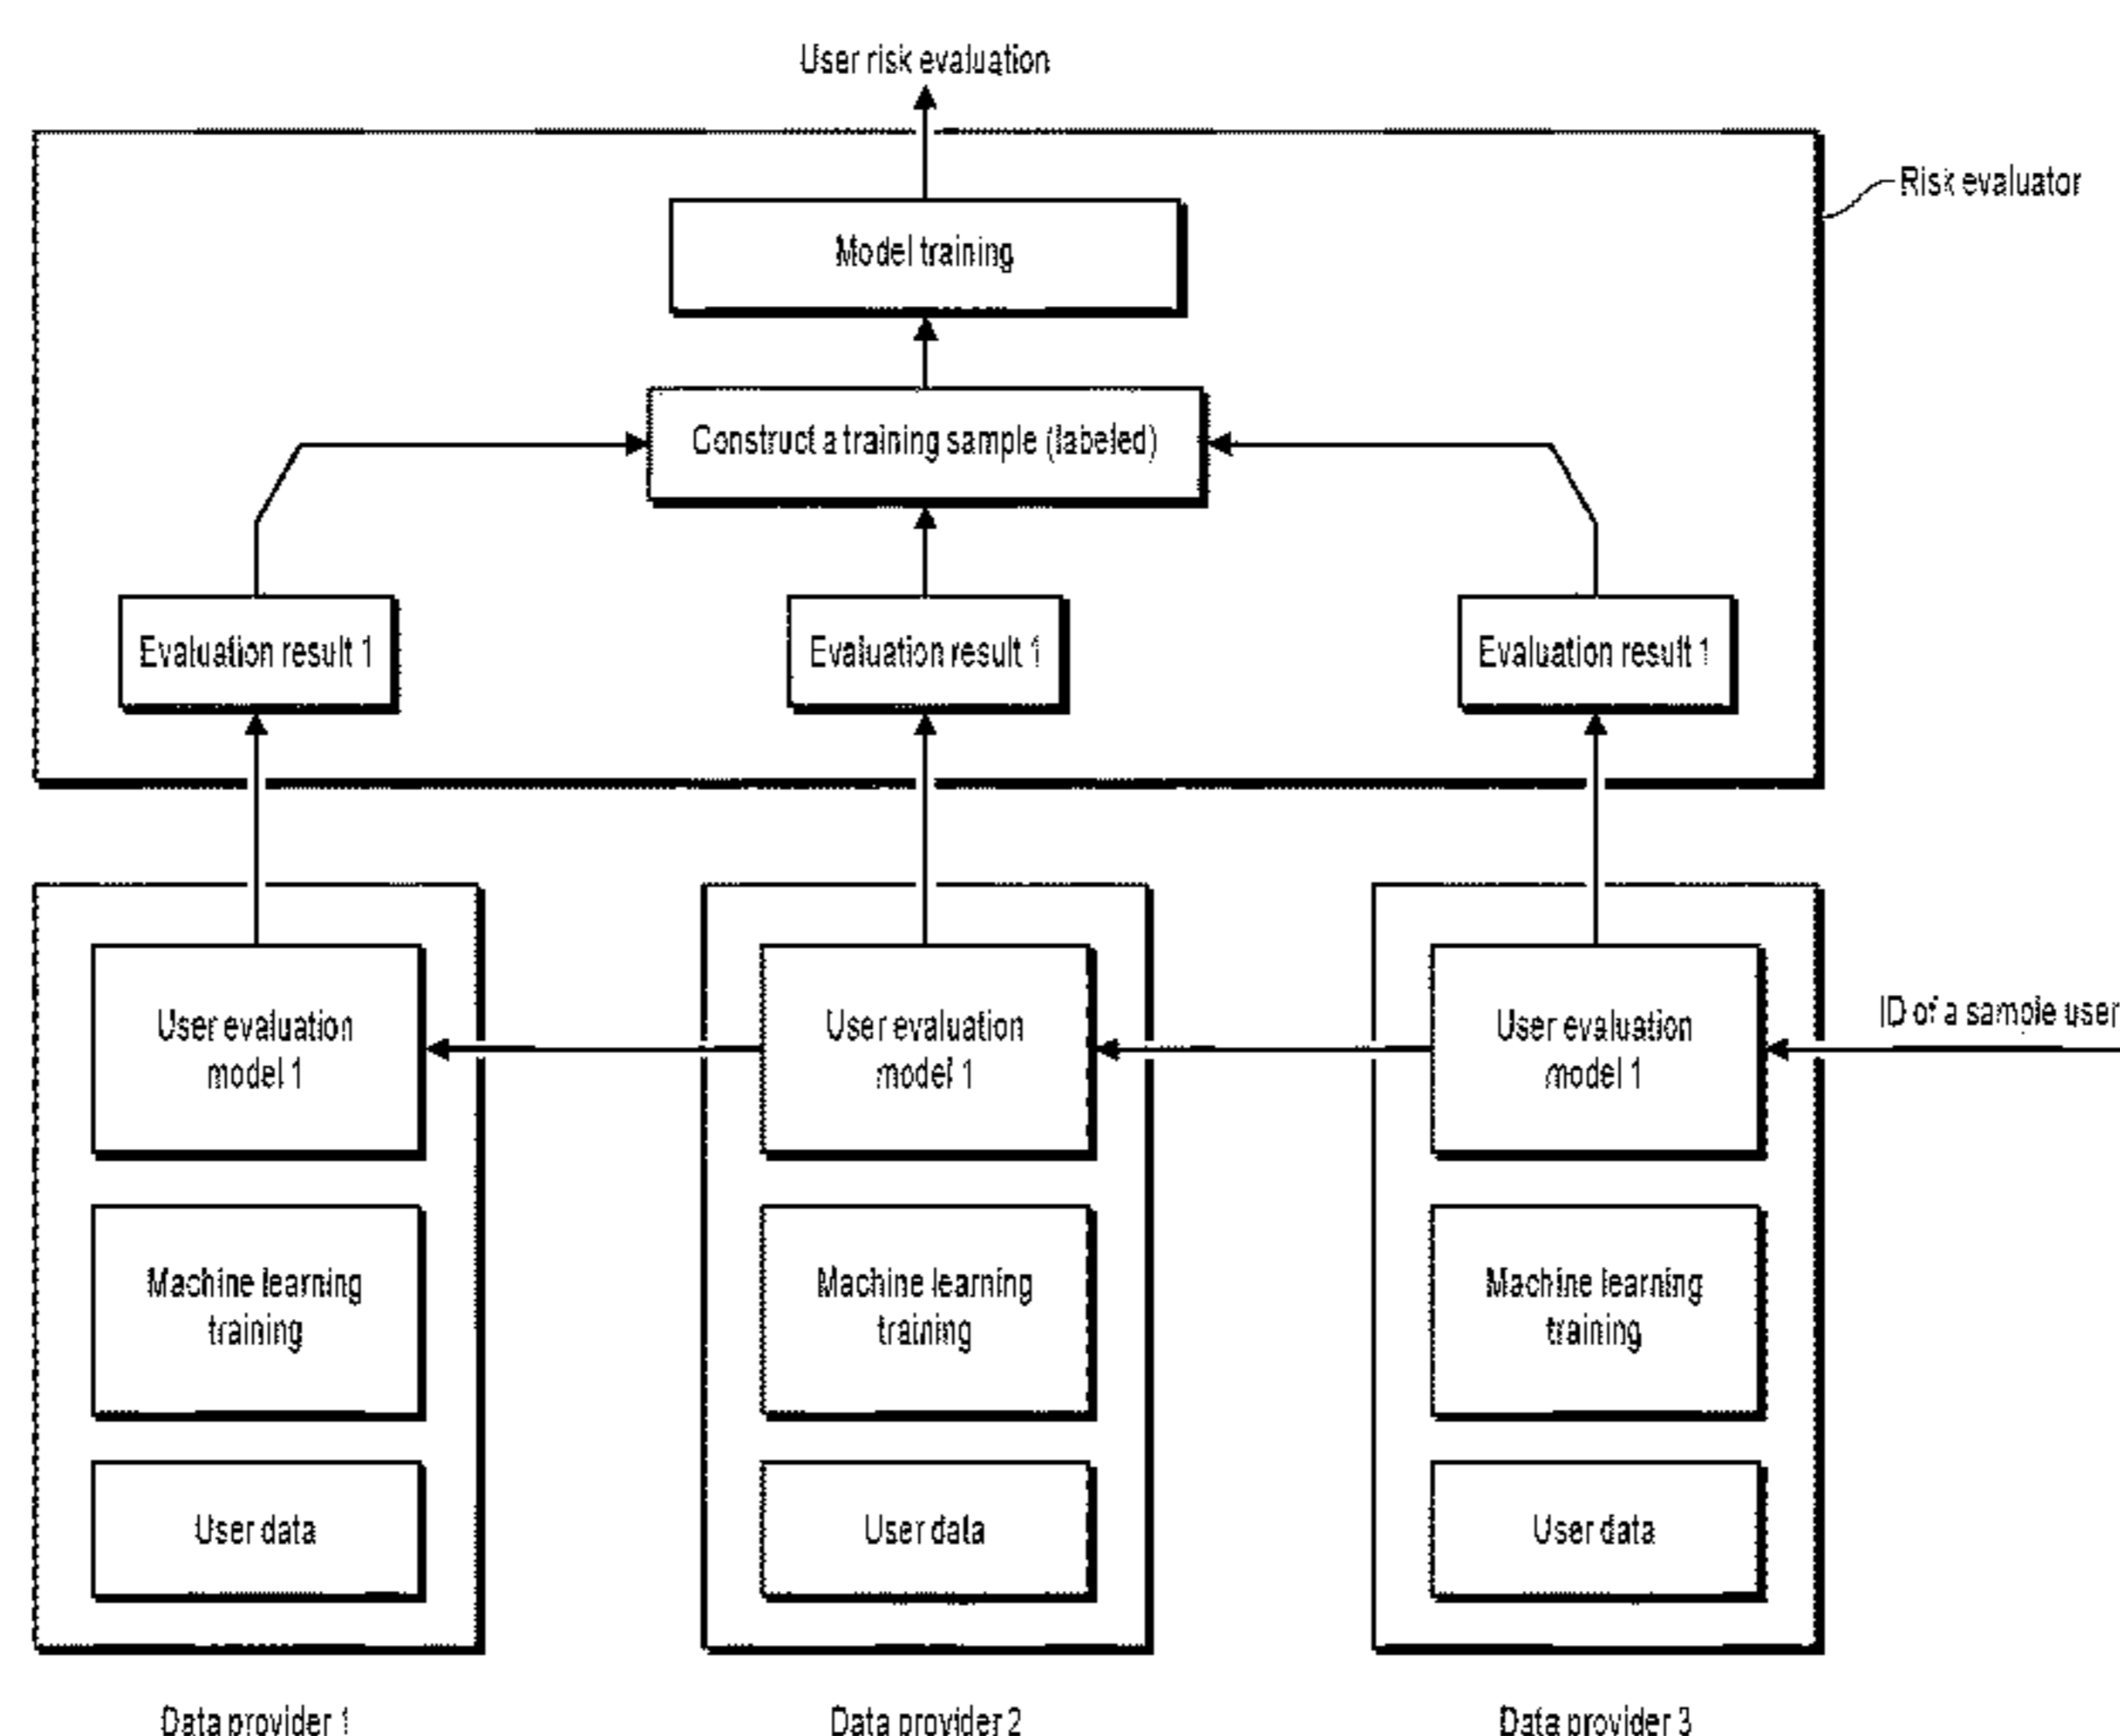 User risk evaluation
Risk evaluator
Model training
Construct a training sample (labeled)
Evaluation result 1
Evaluation result 1
Evaluation result 1
User evaluation
model 1
User evaluation
model 1
User evaluation
model 1
ID of a sample user
Machine learning
training
Machine learning
training
Machine learning
training
User data
User data
User data
Data provider 1
Data provider 2
Data provider 3